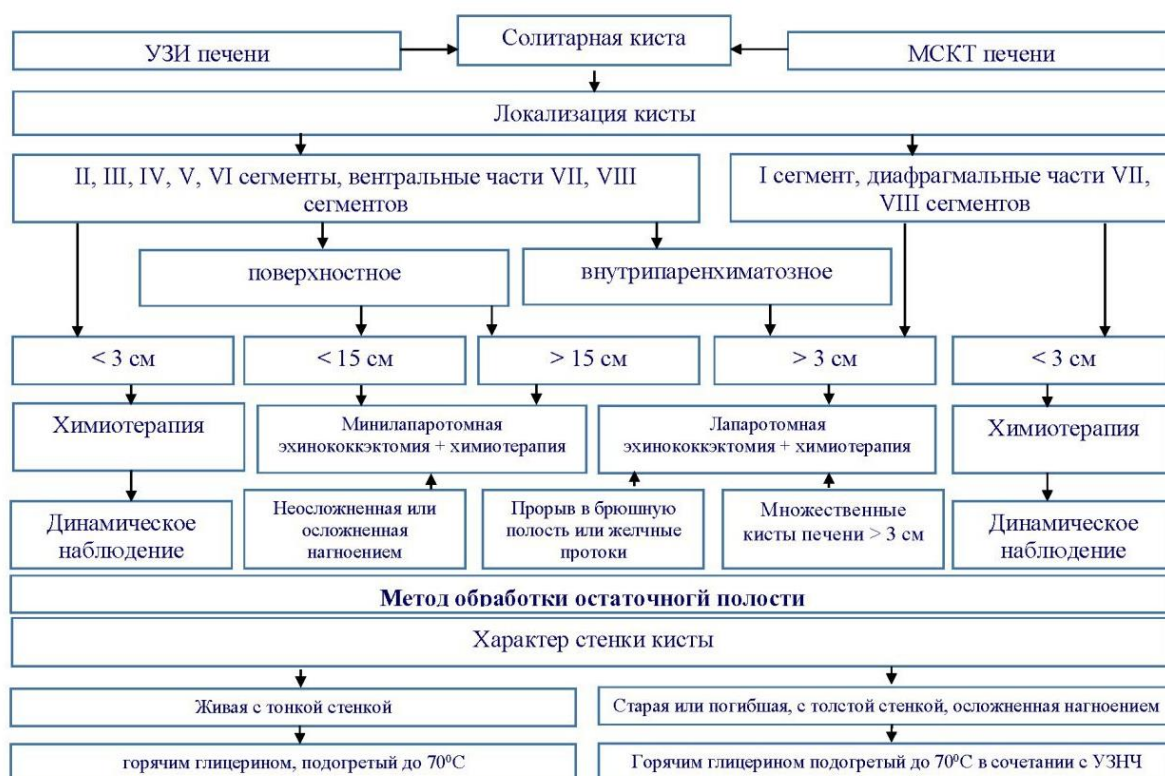 УЗИ печени
Солитарная киста
МСКТ печени
Локализация кисты
II, III, IV, V, VI сегменты, вентральные части VII, VIII
сегментов
I сегмент, диафрагмальные части VII,
VIII сегментов
поверхностное
внутрипаренхиматозное
< 3 см
< 15 см
> 15 см
> 3 см
< 3 см
Химиотерапия
Минилапаротомная
эхинококкэктомия + химиотерапия
Лапаротомная
эхинококкэктомия + химиотерапия
Химиотерапия
Динамическое
наблюдение
Неосложненная или
осложненная
нагноением
Прорыв в брюшную
полость или желчные
протоки
Множественные
кисты печени > 3 см
Динамическое
наблюдение
Метод обработки остаточногй полости
Характер стенки кисты
Живая с тонкой стенкой
Старая или погибшая, с толстой стенкой, осложненная нагноением
горячим глицерином, подогретый до 70⁰С
Горячим глицерином подогретый до 70⁰С в сочетании с УЗНЧ